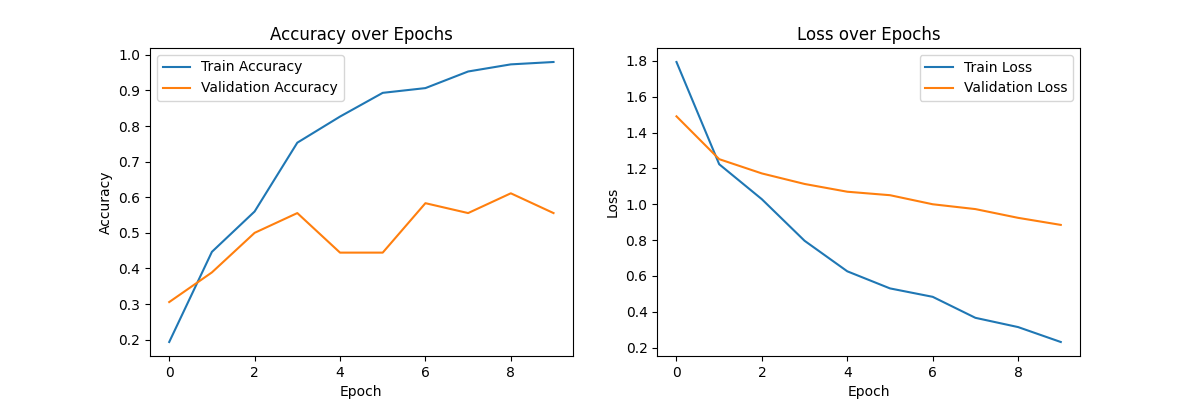 Accuracy over Epochs
Train Accuracy
Validation Accuracy
1.0
0.9
0.8
0.7
0.6
0.5
0.4
0.3
0.2
Accuracy
0 2 4 6 8
Epoch
Loss over Epochs
Train Loss
Validation Loss
1.8
1.6
1.4
1.2
1.0
0.8
0.6
0.4
0.2
Loss
0 2 4 6 8
Epoch